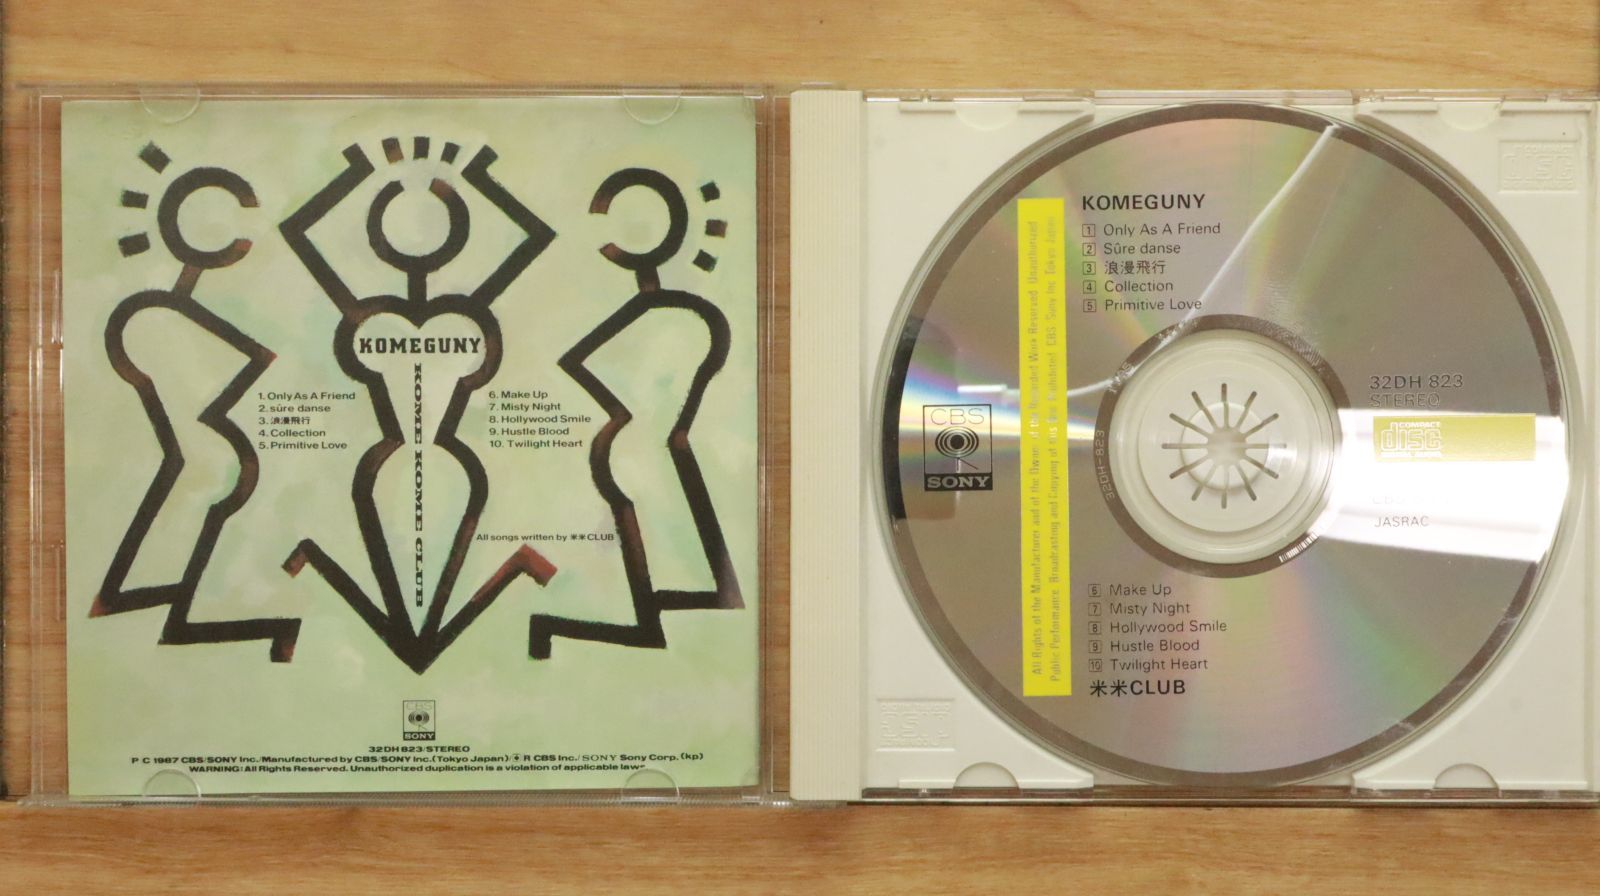 KOMEGUNY
KOME KOME CLUB
1. Only As A Friend
2. sûre danse
3. 浪漫飛行
4. Collection
5. Primitive Love
6. Make Up
7. Misty Night
8. Hollywood Smile
9. Hustle Blood
10. Twilight Heart
All songs written by 米米CLUB
CBS
SONY
32DH 823/STEREO
P C 1987 CBS/SONY Inc./Manufactured by CBS/SONY Inc.(Tokyo Japan)/ R CBS Inc./SONY Sony Corp. (kp)
WARNING: All Rights Reserved. Unauthorized duplication is a violation of applicable laws.
KOMEGUNY
1 Only As A Friend
2 Sûre danse
3 浪漫飛行
4 Collection
5 Primitive Love
All Rights of the Manufacturer and of the Owner of the Recorded Work Reserved Unauthorized
Public Performance Broadcasting and Copying of this Disc Prohibited CBS Sony Inc Tokyo Japan
CBS
SONY
32DH-823
32DH 823
STEREO
COMPACT
disc
DIGITAL AUDIO
JASRAC
6 Make Up
7 Misty Night
8 Hollywood Smile
9 Hustle Blood
10 Twilight Heart
米米CLUB
COMPACT
disc